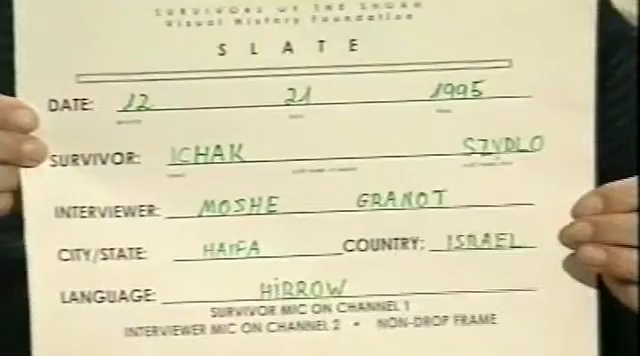 SURVIVORS OF THE SHOAH
Visual History Foundation
SLATE
DATE: 12 21 1995
SURVIVOR: ICHAK SZYDLO
INTERVIEWER: MOSHE GRANOT
CITY/STATE: HAIFA COUNTRY: ISRAEL
LANGUAGE: HIRROW
SURVIVOR MIC ON CHANNEL 1
INTERVIEWER MIC ON CHANNEL 2 • NON-DROP FRAME